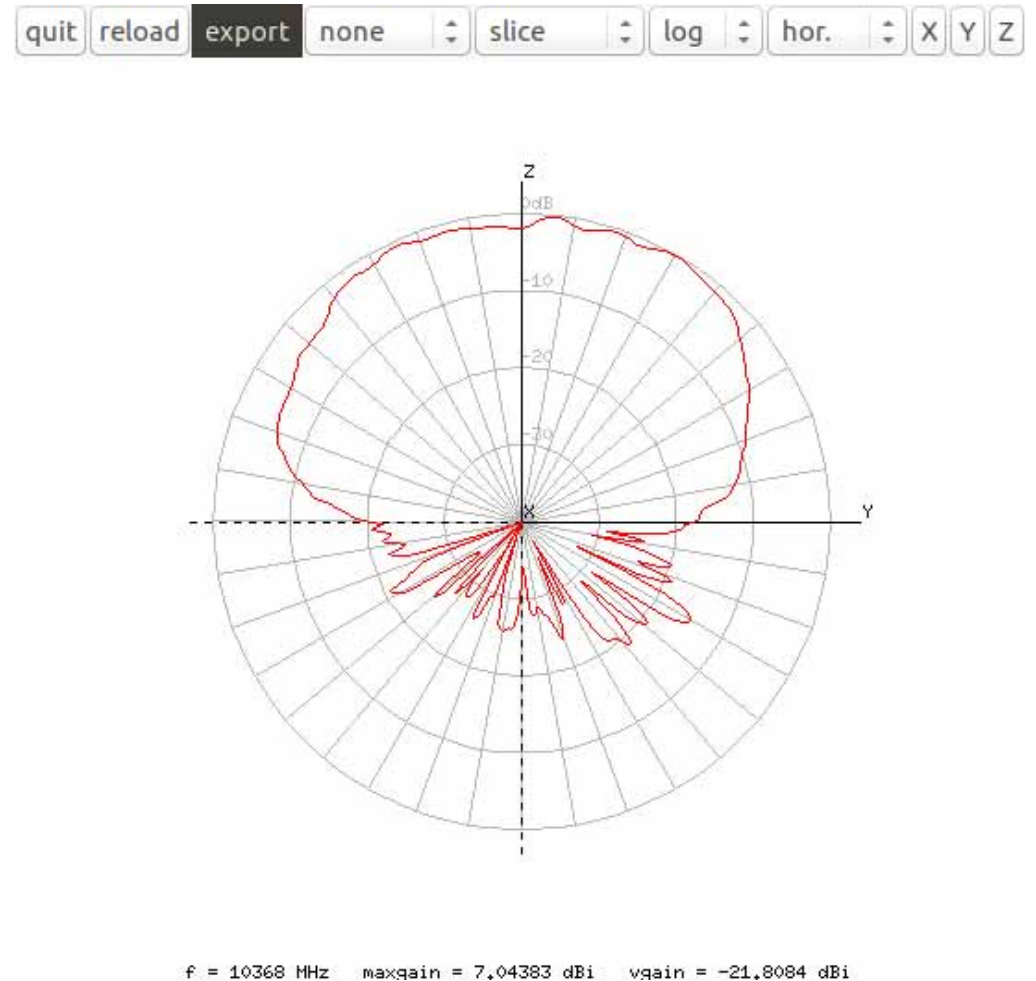 quit reload export none slice log hor. X Y Z
Z
0dB
-10
-20
-30
X
Y
f = 10368 MHz maxgain = 7.04383 dBi vgain = -21.8084 dBi